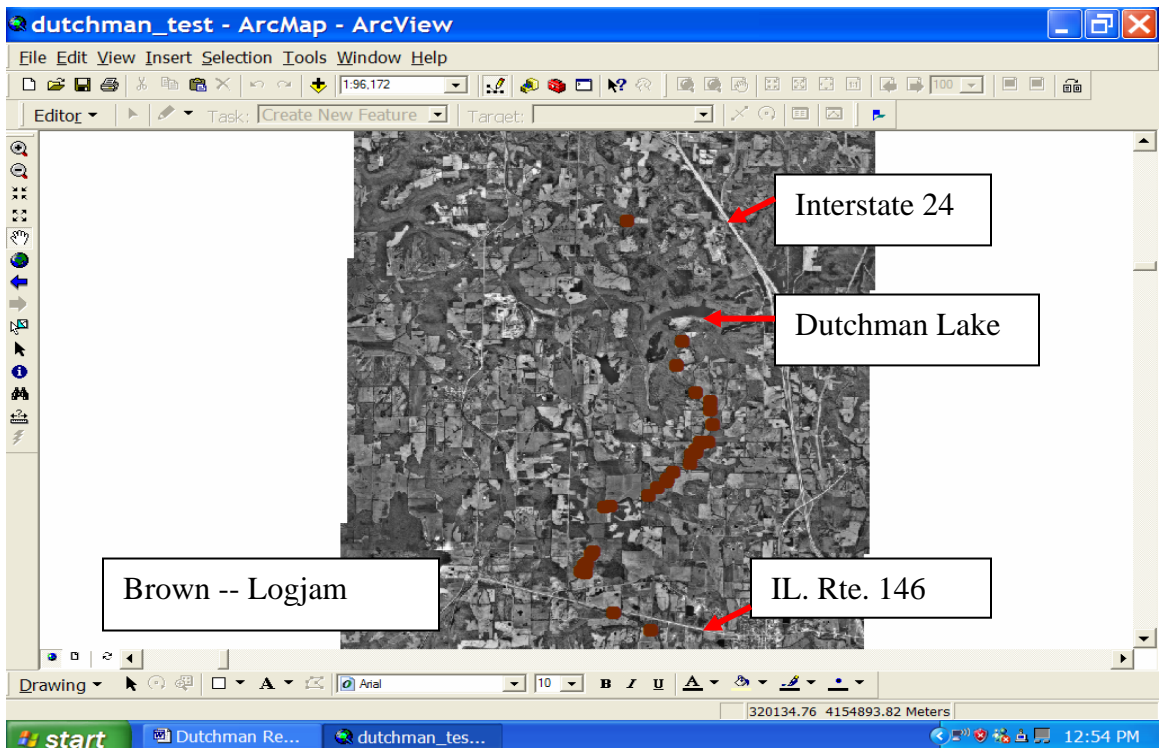 dutchman_test - ArcMap - ArcView
File Edit View Insert Selection Tools Window Help
1:96,172
100
Editor
Task: Create New Feature
Target:
Interstate 24
Dutchman Lake
Brown -- Logjam
IL. Rte. 146
Drawing
A
Arial
10
B I U A
320134.76 4154893.82 Meters
start
Dutchman Re...
dutchman_tes...
12:54 PM